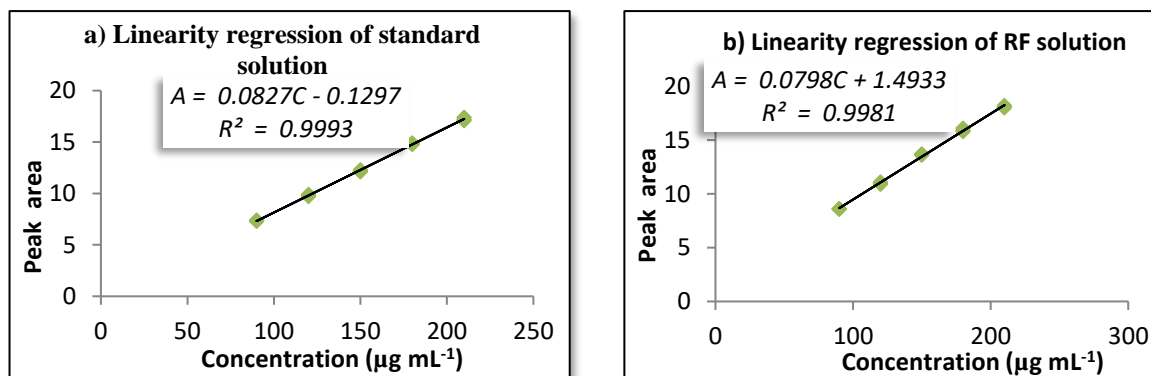 a) Linearity regression of standard
solution
A = 0.0827C - 0.1297
R² = 0.9993
20
15
10
5
0
Peak area
0 50 100 150 200 250
Concentration (µg mL⁻¹)
b) Linearity regression of RF solution
A = 0.0798C + 1.4933
R² = 0.9981
20
15
10
5
0
Peak area
0 100 200 300
Concentration (µg mL⁻¹)